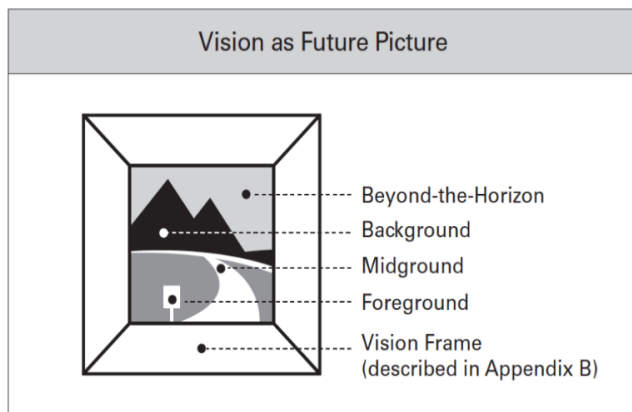 Vision as Future Picture
Beyond-the-Horizon
Background
Midground
Foreground
Vision Frame
(described in Appendix B)